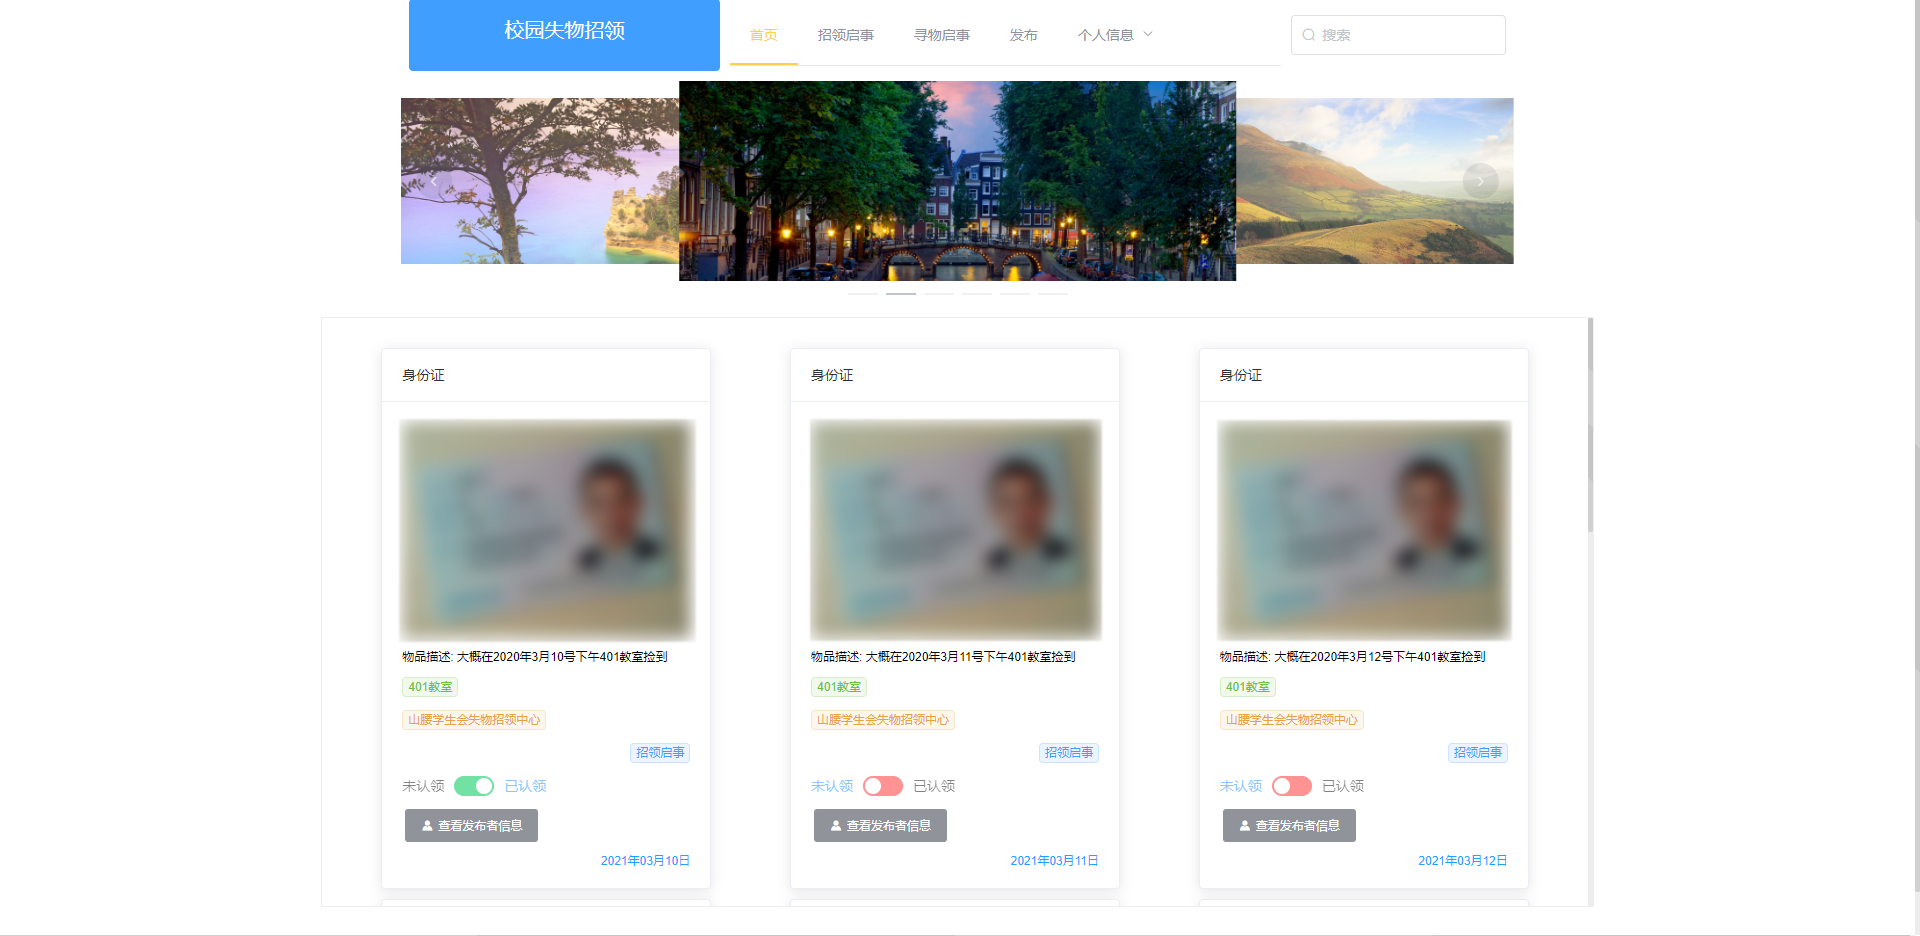 校园失物招领
首页 招领启事 寻物启事 发布 个人信息
搜索
身份证
物品描述: 大概在2020年3月10号下午401教室捡到
401教室
山腰学生会失物招领中心
招领启事
未认领 已认领
查看发布者信息
2021年03月10日
身份证
物品描述: 大概在2020年3月11号下午401教室捡到
401教室
山腰学生会失物招领中心
招领启事
未认领 已认领
查看发布者信息
2021年03月11日
身份证
物品描述: 大概在2020年3月12号下午401教室捡到
401教室
山腰学生会失物招领中心
招领启事
未认领 已认领
查看发布者信息
2021年03月12日